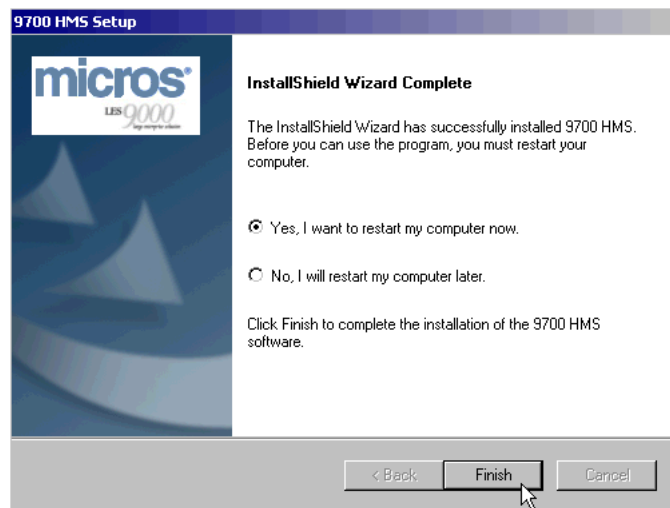 9700 HMS Setup
micros®
LES 9000
InstallShield Wizard Complete
The InstallShield Wizard has successfully installed 9700 HMS.
Before you can use the program, you must restart your
computer.
Yes, I want to restart my computer now.
No, I will restart my computer later.
Click Finish to complete the installation of the 9700 HMS
software.
< Back
Finish
Cancel